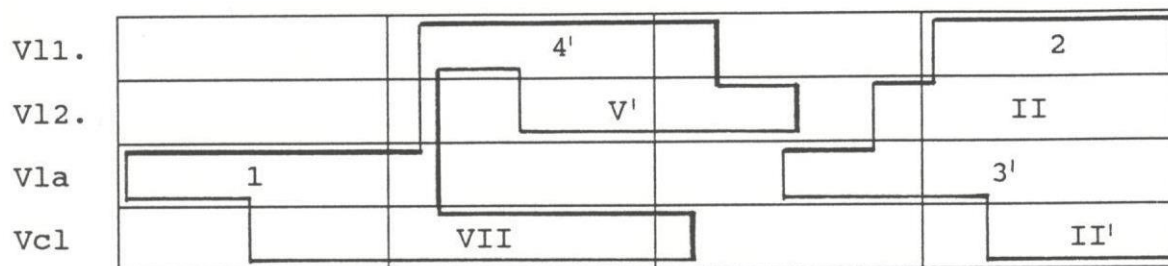 Vl1. 4' 2
Vl2. V' II
Vla 1 3'
Vcl VII II'